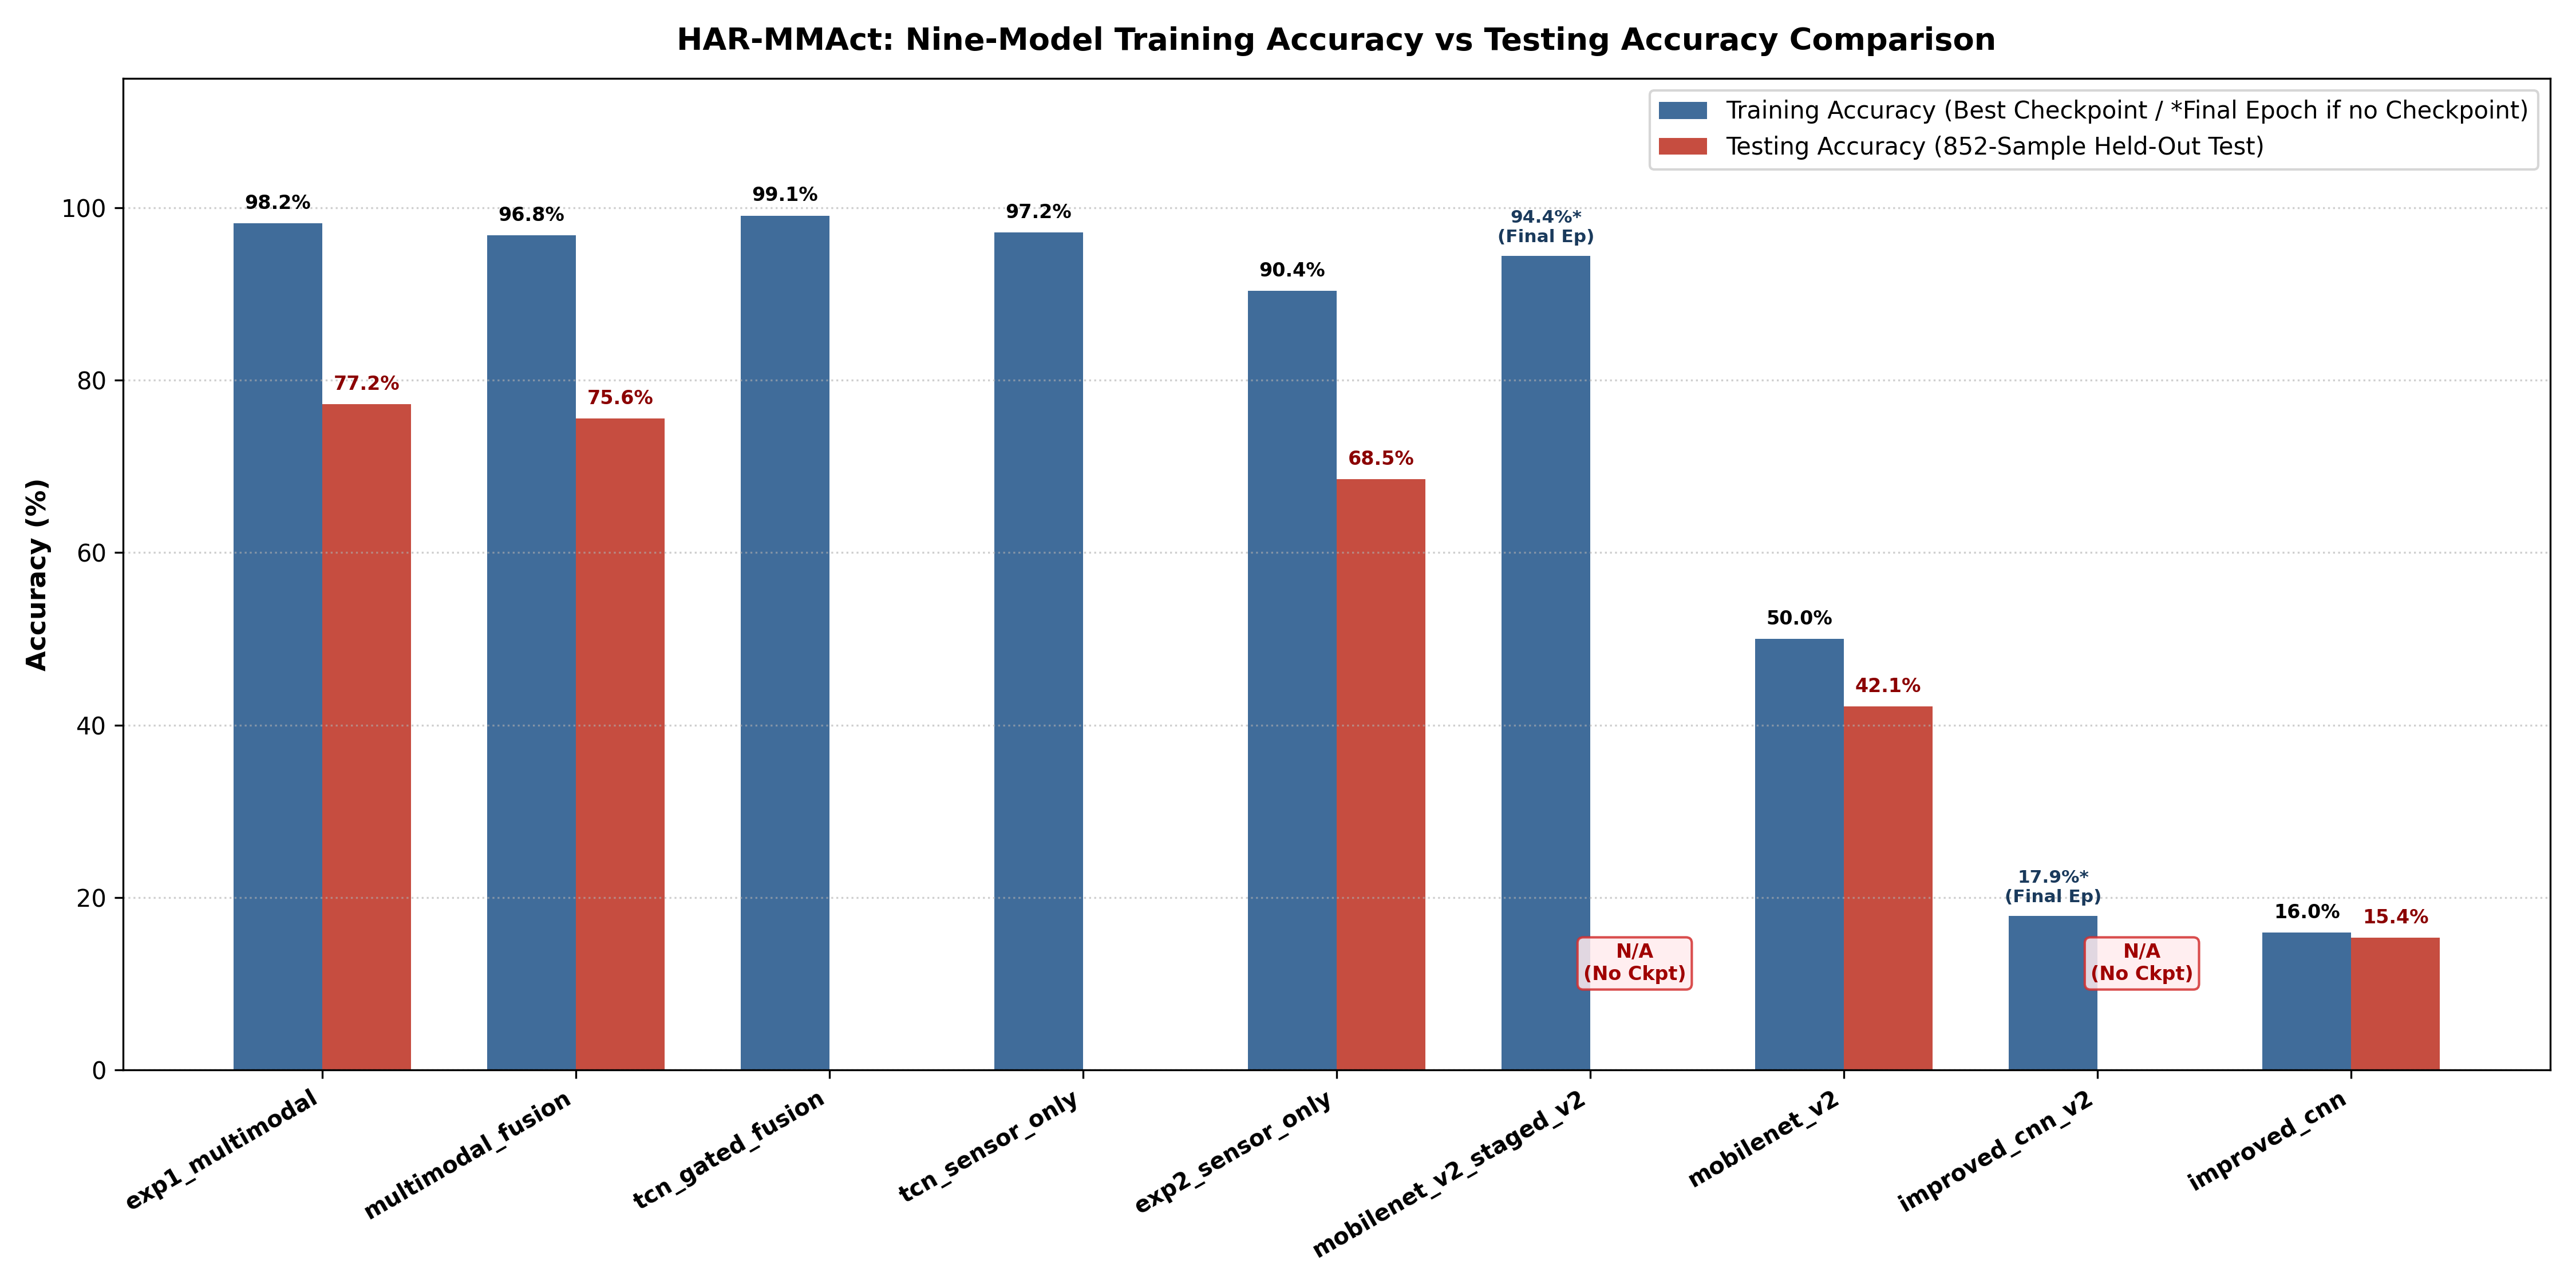 HAR-MMAct: Nine-Model Training Accuracy vs Testing Accuracy Comparison
Training Accuracy (Best Checkpoint / *Final Epoch if no Checkpoint)
Testing Accuracy (852-Sample Held-Out Test)
Accuracy (%)
100
80
60
40
20
0
98.2%
77.2%
96.8%
75.6%
99.1%
97.2%
90.4%
68.5%
94.4%*
(Final Ep)
N/A
(No Ckpt)
50.0%
42.1%
17.9%*
(Final Ep)
N/A
(No Ckpt)
16.0%
15.4%
exp1_multimodal
multimodal_fusion
tcn_gated_fusion
tcn_sensor_only
exp2_sensor_only
mobilenet_v2_staged_v2
mobilenet_v2
improved_cnn_v2
improved_cnn